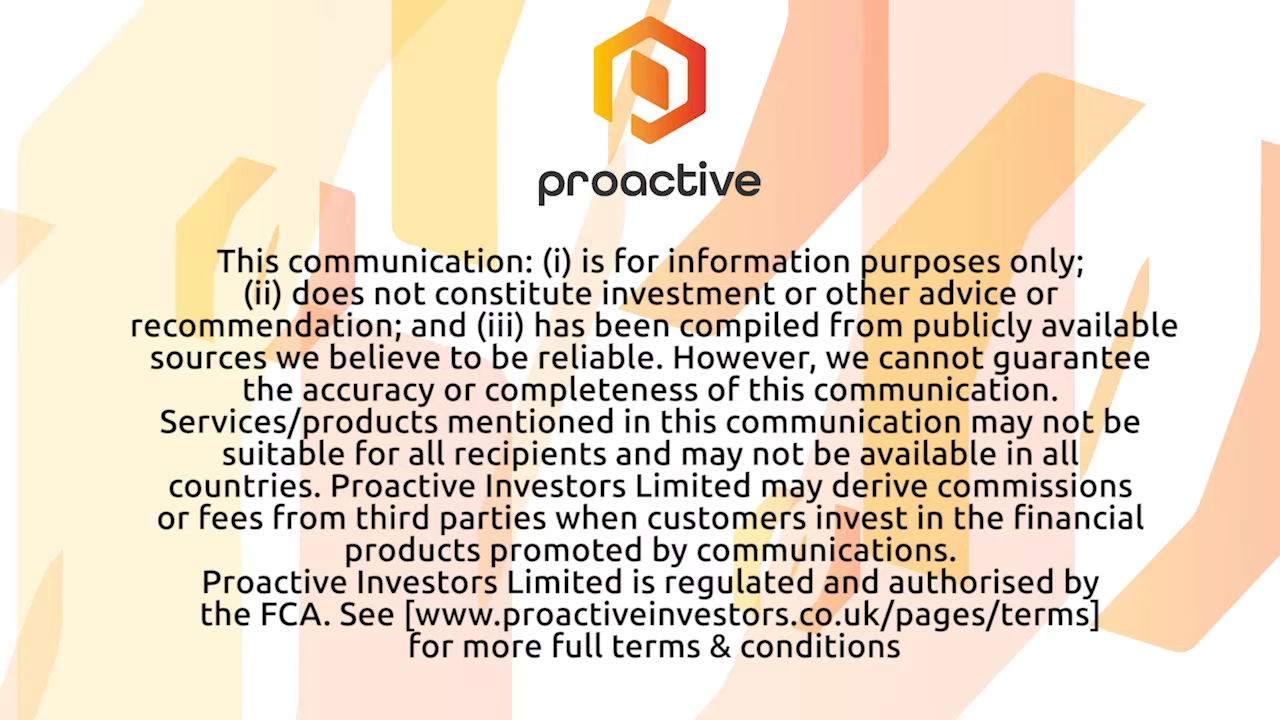 proactive
This communication: (i) is for information purposes only;
(ii) does not constitute investment or other advice or
recommendation; and (iii) has been compiled from publicly available
sources we believe to be reliable. However, we cannot guarantee
the accuracy or completeness of this communication.
Services/products mentioned in this communication may not be
suitable for all recipients and may not be available in all
countries. Proactive Investors Limited may derive commissions
or fees from third parties when customers invest in the financial
products promoted by communications.
Proactive Investors Limited is regulated and authorised by
the FCA. See [www.proactiveinvestors.co.uk/pages/terms]
for more full terms & conditions